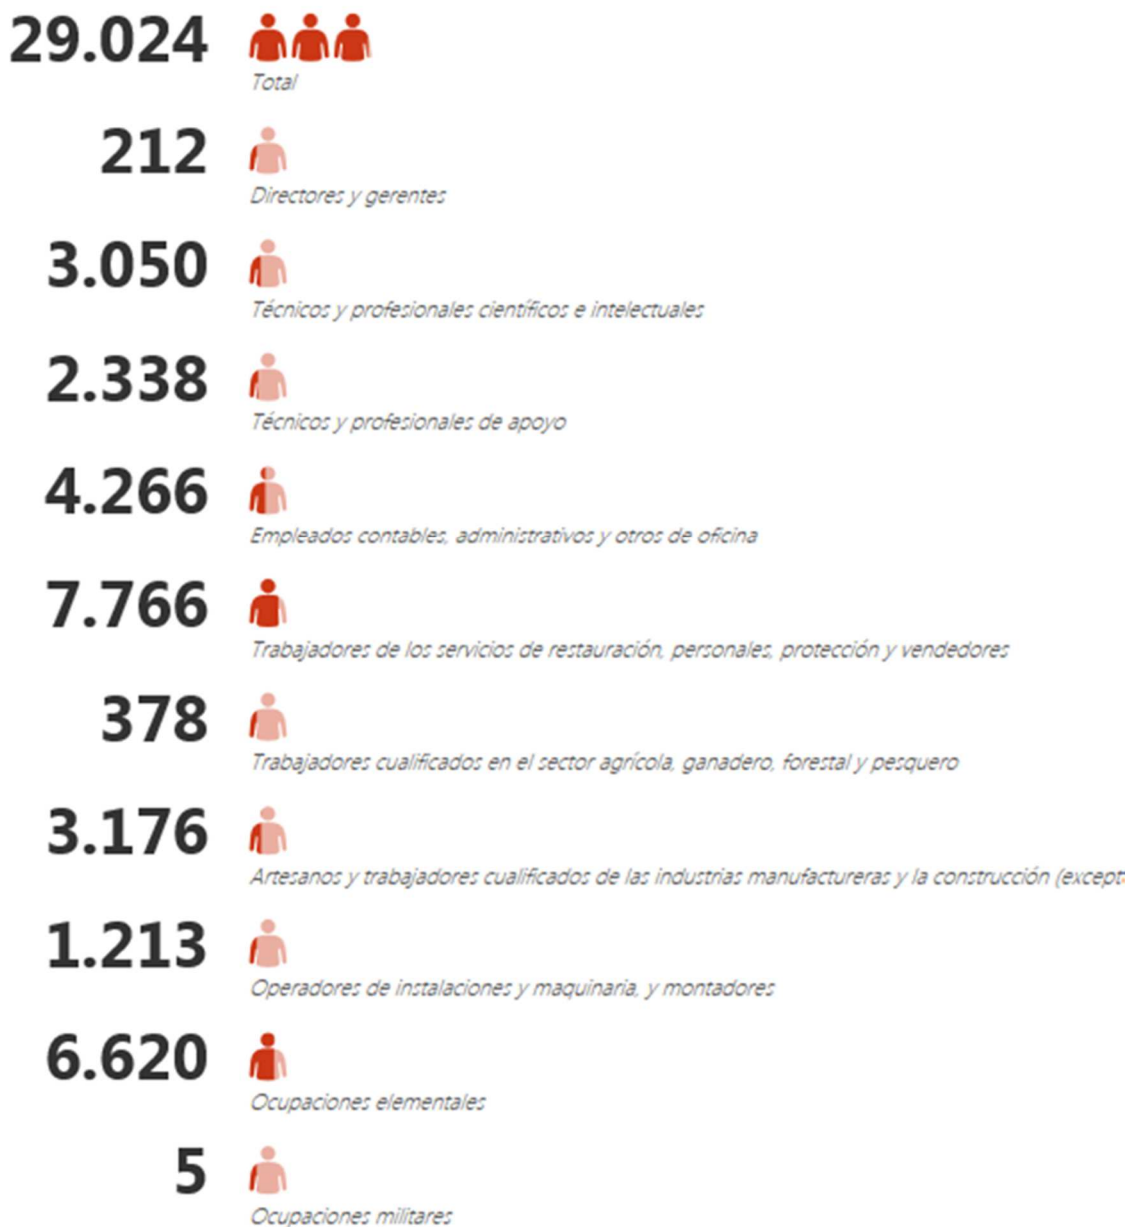 29.024
Total
212
Directores y gerentes
3.050
Técnicos y profesionales científicos e intelectuales
2.338
Técnicos y profesionales de apoyo
4.266
Empleados contables, administrativos y otros de oficina
7.766
Trabajadores de los servicios de restauración, personales, protección y vendedores
378
Trabajadores cualificados en el sector agrícola, ganadero, forestal y pesquero
3.176
Artesanos y trabajadores cualificados de las industrias manufactureras y la construcción (except
1.213
Operadores de instalaciones y maquinaria, y montadores
6.620
Ocupaciones elementales
5
Ocupaciones militares